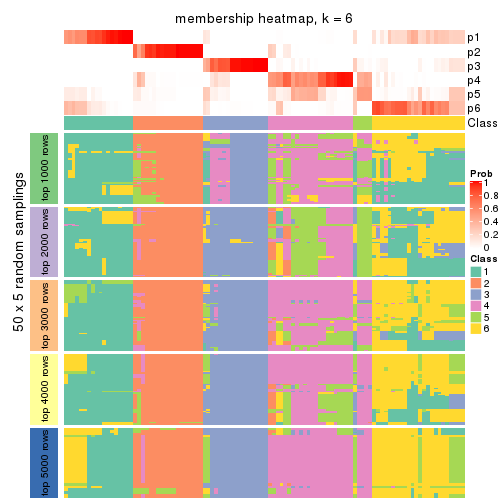 membership heatmap, k = 6
p1
p2
p3
p4
p5
p6
Class
50 x 5 random samplings
top 1000 rows
top 2000 rows
top 3000 rows
top 4000 rows
top 5000 rows
Prob
1
0.8
0.6
0.4
0.2
0
Class
1
2
3
4
5
6